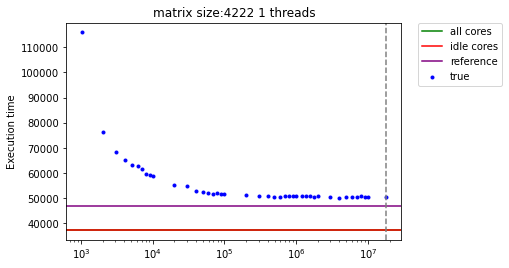 matrix size:4222 1 threads
all cores
idle cores
reference
true
Execution time
110000
100000
90000
80000
70000
60000
50000
40000
10³
10⁴
10⁵
10⁶
10⁷